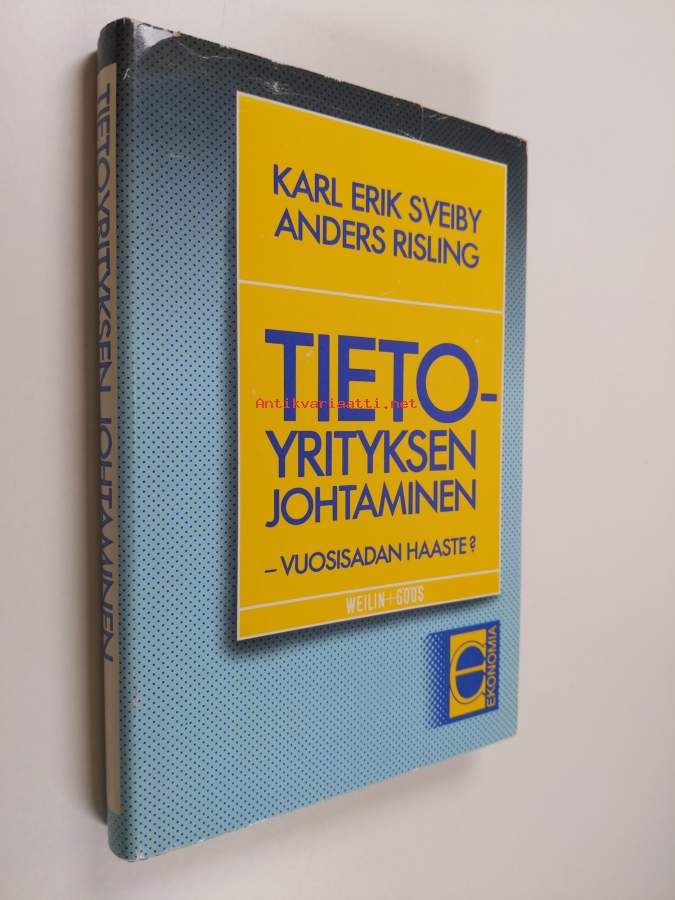 TIETOYRITYKSEN JOHTAMINEN
KARL ERIK SVEIBY
ANDERS RISLING
TIETO-
Antikvariaatti.net
YRITYKSEN
JOHTAMINEN
– VUOSISADAN HAASTE?
WEILIN+GÖÖS
e
EKONOMIA